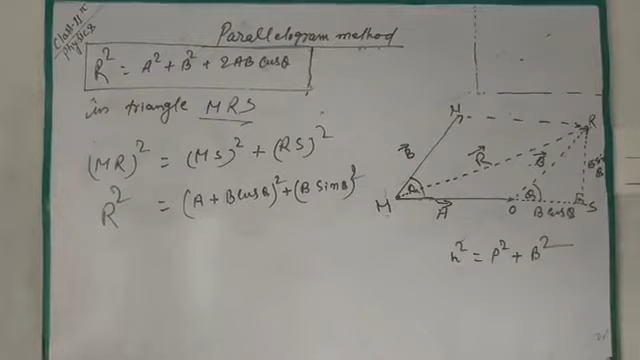 Class-11th
Physics
Parallelogram method
R² = A² + B² + 2AB Cosθ
in triangle MRS
(MR)² = (MS)² + (RS)²
R² = (A + B Cosθ)² + (B Sinθ)²
N
R
B⃗
R⃗
B⃗
θ
θ
M
A⃗
O
B Cosθ
S
h² = P² + B²